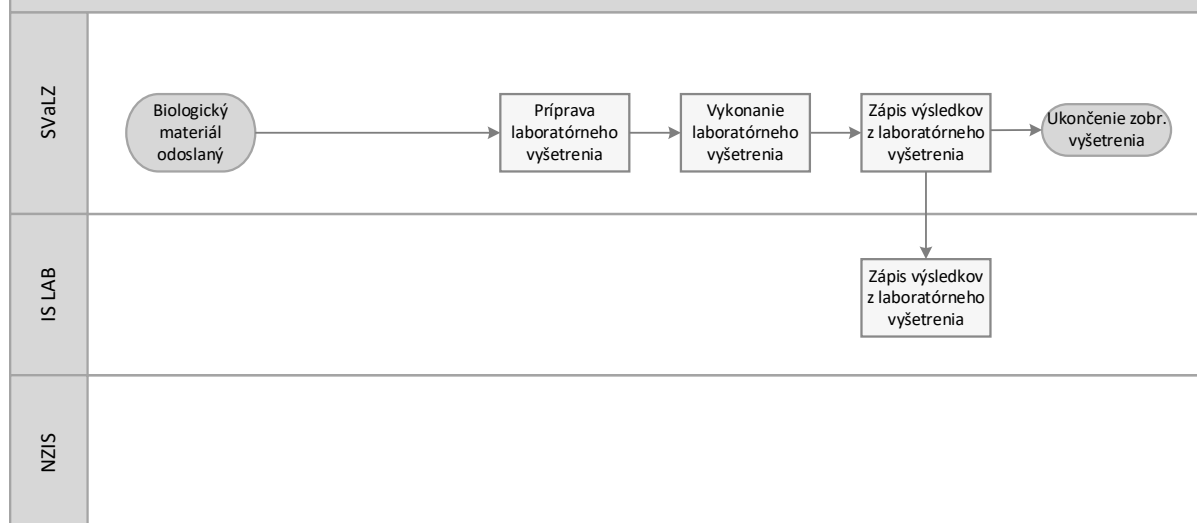 SVaLZ
Biologický
materiál
odoslaný
Príprava
laboratórneho
vyšetrenia
Vykonanie
laboratórneho
vyšetrenia
Zápis výsledkov
z laboratórneho
vyšetrenia
Ukončenie zobr.
vyšetrenia
IS LAB
Zápis výsledkov
z laboratórneho
vyšetrenia
NZIS